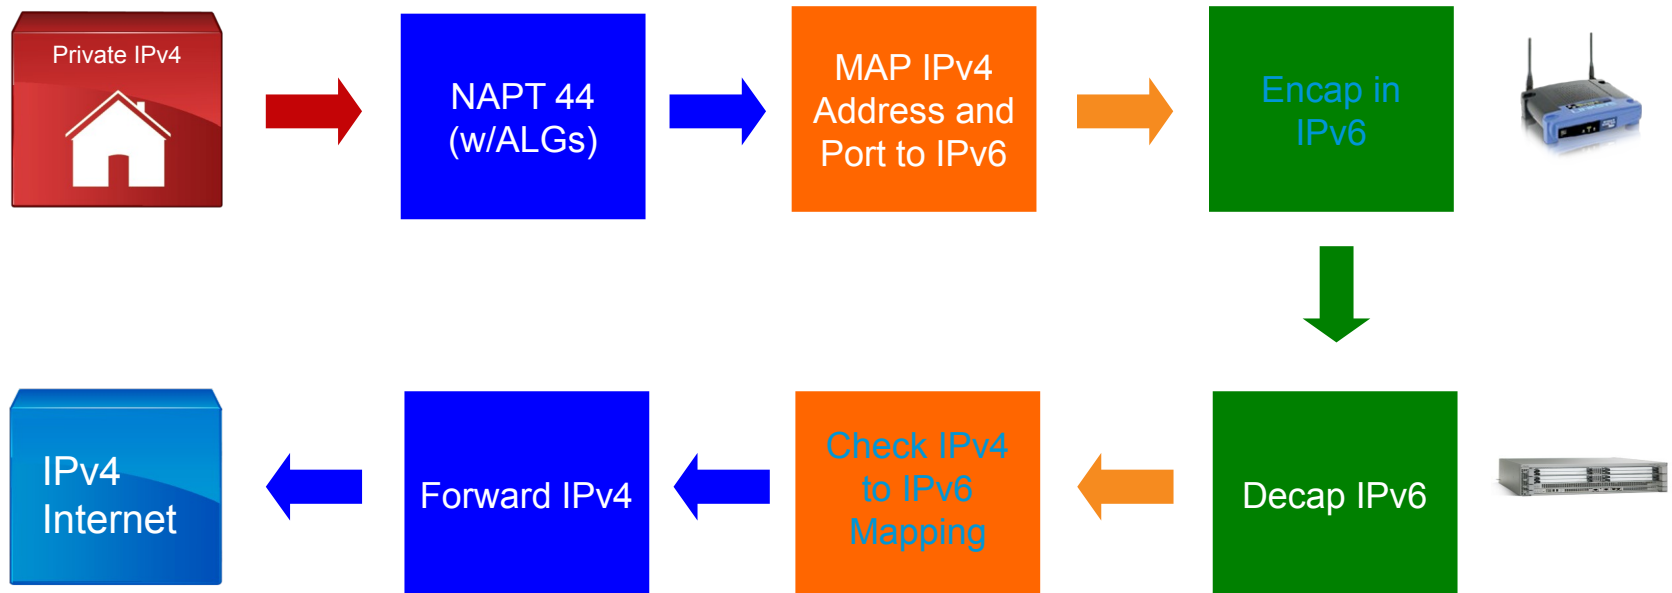 Private IPv4
NAPT 44
(w/ALGs)
MAP IPv4
Address and
Port to IPv6
Encap in
IPv6
IPv4
Internet
Forward IPv4
Check IPv4
to IPv6
Mapping
Decap IPv6